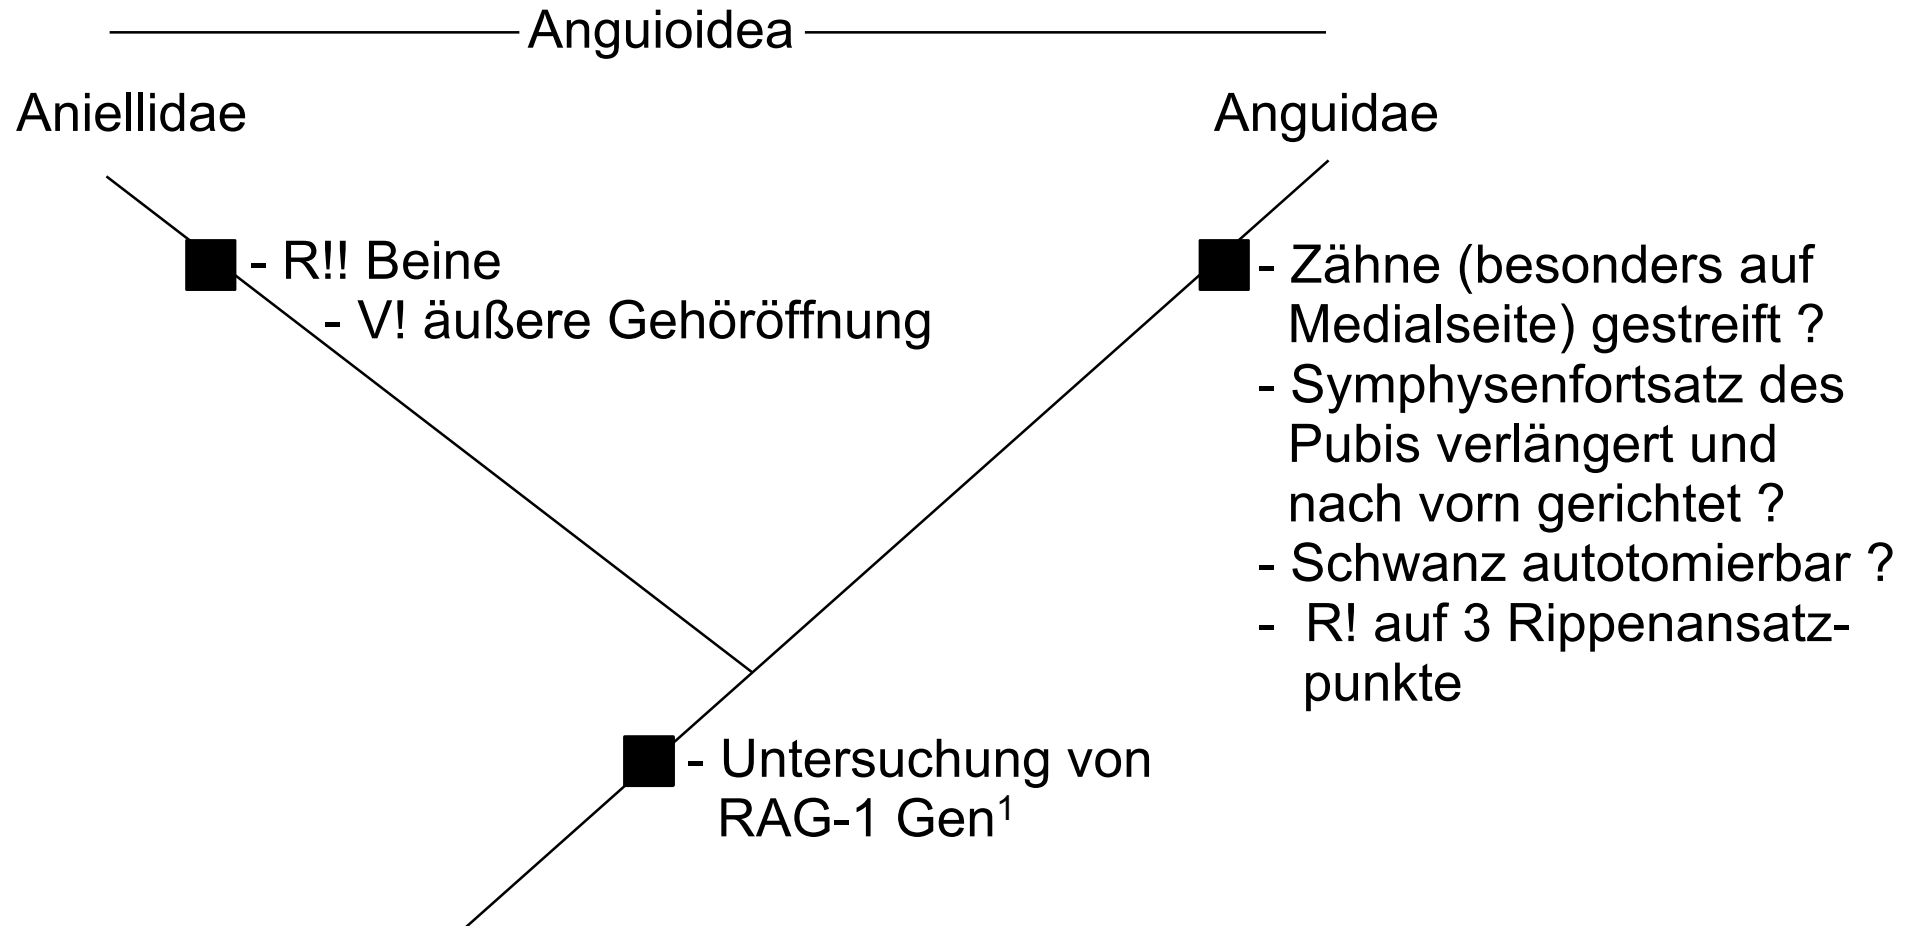 Anguioidea
Aniellidae
Anguidae
- R!! Beine
- V! äußere Gehöröffnung
- Zähne (besonders auf
Medialseite) gestreift ?
- Symphysenfortsatz des
Pubis verlängert und
nach vorn gerichtet ?
- Schwanz autotomierbar ?
- R! auf 3 Rippenansatz-
punkte
- Untersuchung von
RAG-1 Gen¹